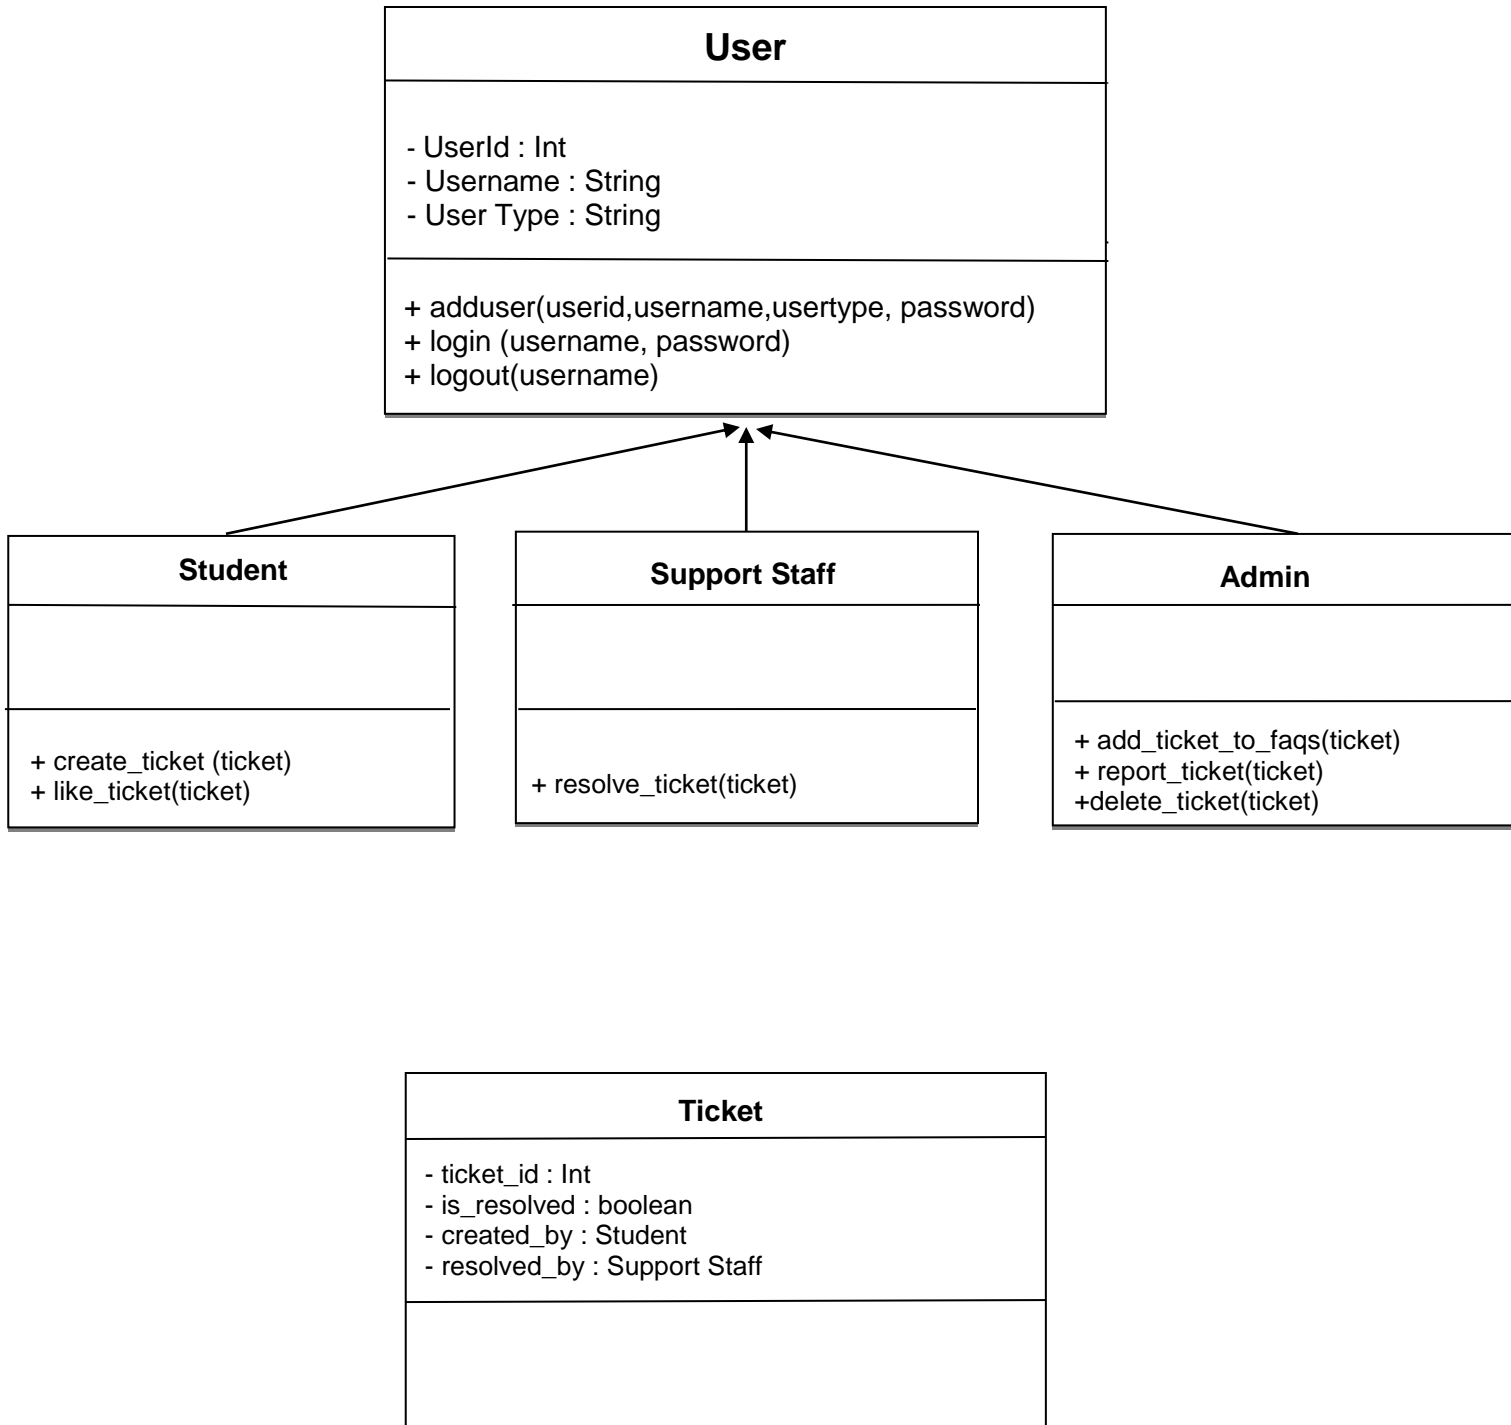 User
- UserId : Int
- Username : String
- User Type : String
+ adduser(userid,username,usertype, password)
+ login (username, password)
+ logout(username)
Student
+ create_ticket (ticket)
+ like_ticket(ticket)
Support Staff
+ resolve_ticket(ticket)
Admin
+ add_ticket_to_faqs(ticket)
+ report_ticket(ticket)
+delete_ticket(ticket)
Ticket
- ticket_id : Int
- is_resolved : boolean
- created_by : Student
- resolved_by : Support Staff